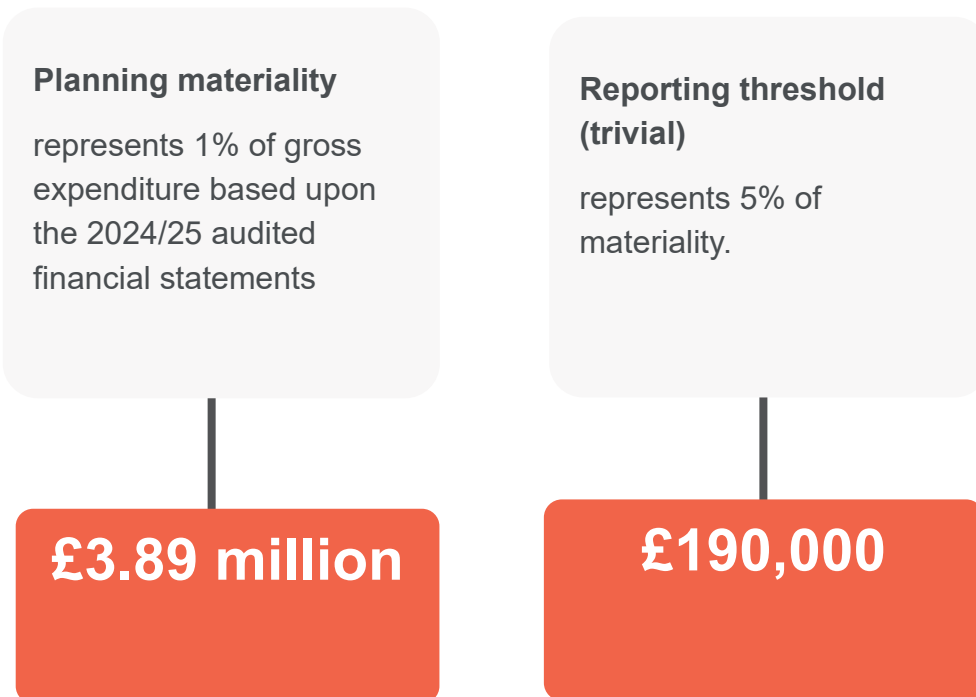 Planning materiality
represents 1% of gross
expenditure based upon
the 2024/25 audited
financial statements
£3.89 million
Reporting threshold
(trivial)
represents 5% of
materiality.
£190,000